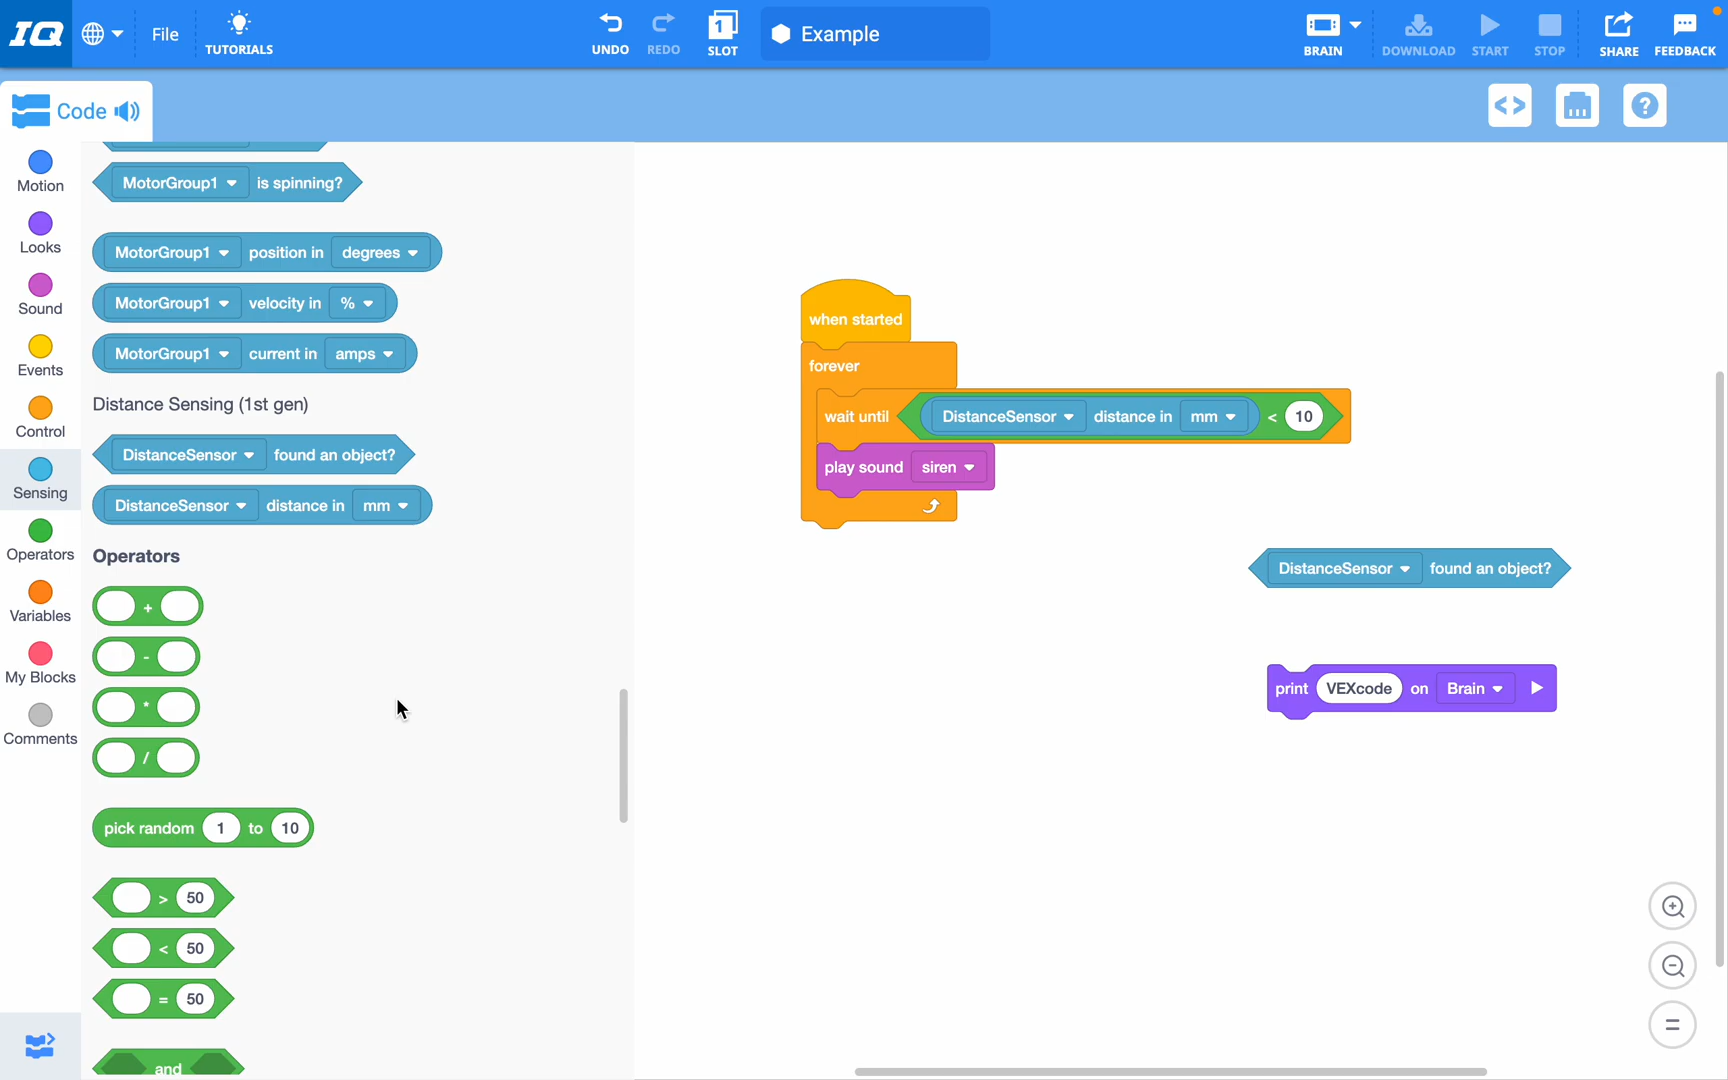 IQ
File
TUTORIALS
UNDO
REDO
1
SLOT
Example
BRAIN
DOWNLOAD
START
STOP
SHARE
FEEDBACK
Code
Motion
Looks
Sound
Events
Control
Sensing
Operators
Variables
My Blocks
Comments
MotorGroup1 is spinning?
MotorGroup1 position in degrees
MotorGroup1 velocity in %
MotorGroup1 current in amps
Distance Sensing (1st gen)
DistanceSensor found an object?
DistanceSensor distance in mm
Operators
+
-
*
/
pick random 1 to 10
> 50
< 50
= 50
and
when started
forever
wait until DistanceSensor distance in mm < 10
play sound siren
DistanceSensor found an object?
print VEXcode on Brain